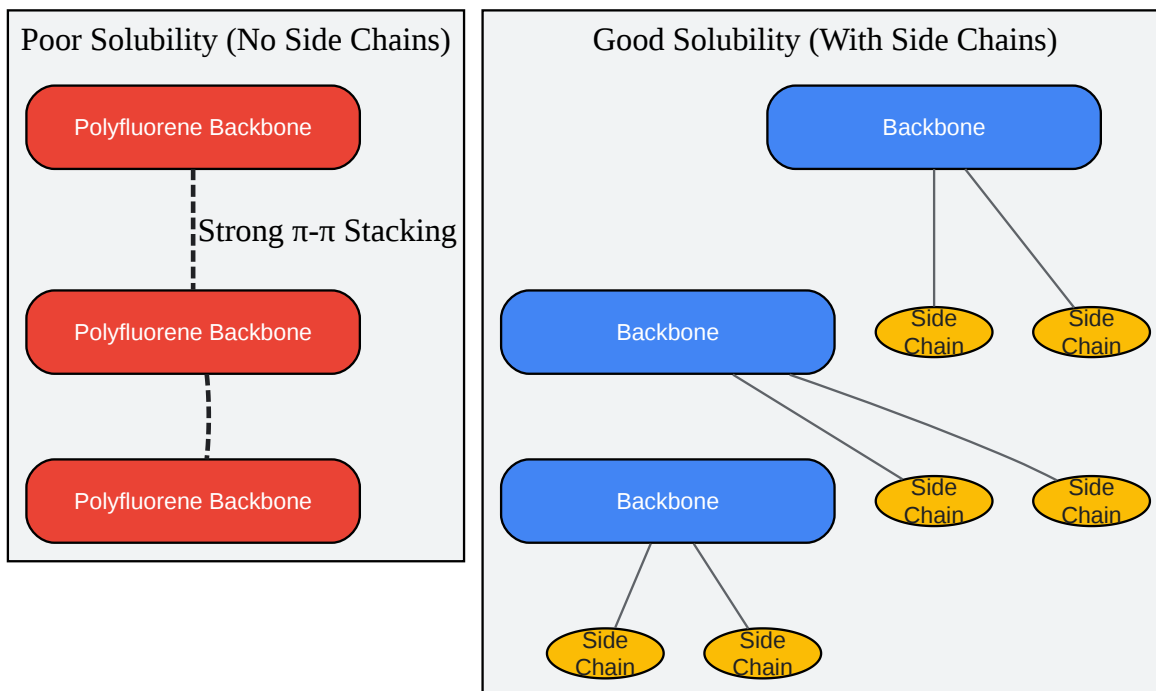 Poor Solubility (No Side Chains)
Polyfluorene Backbone
Strong π-π Stacking
Polyfluorene Backbone
Polyfluorene Backbone
Good Solubility (With Side Chains)
Backbone
Side
Chain
Side
Chain
Backbone
Side
Chain
Side
Chain
Backbone
Side
Chain
Side
Chain